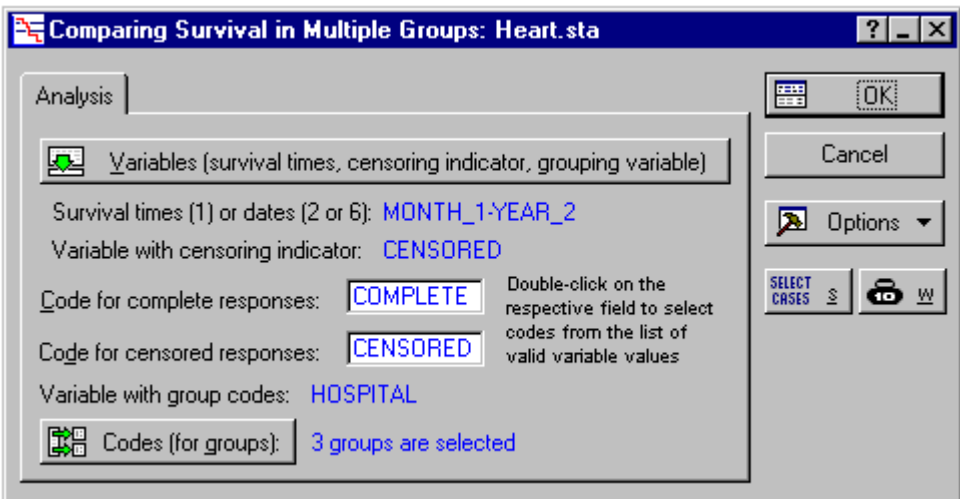 Comparing Survival in Multiple Groups: Heart.sta
?
Analysis
OK
Variables (survival times, censoring indicator, grouping variable)
Cancel
Survival times (1) or dates (2 or 6): MONTH_1-YEAR_2
Options
Variable with censoring indicator: CENSORED
Code for complete responses: COMPLETE
Code for censored responses: CENSORED
Double-click on the
respective field to select
codes from the list of
valid variable values
SELECT
CASES S
10 W
Variable with group codes: HOSPITAL
Codes (for groups): 3 groups are selected